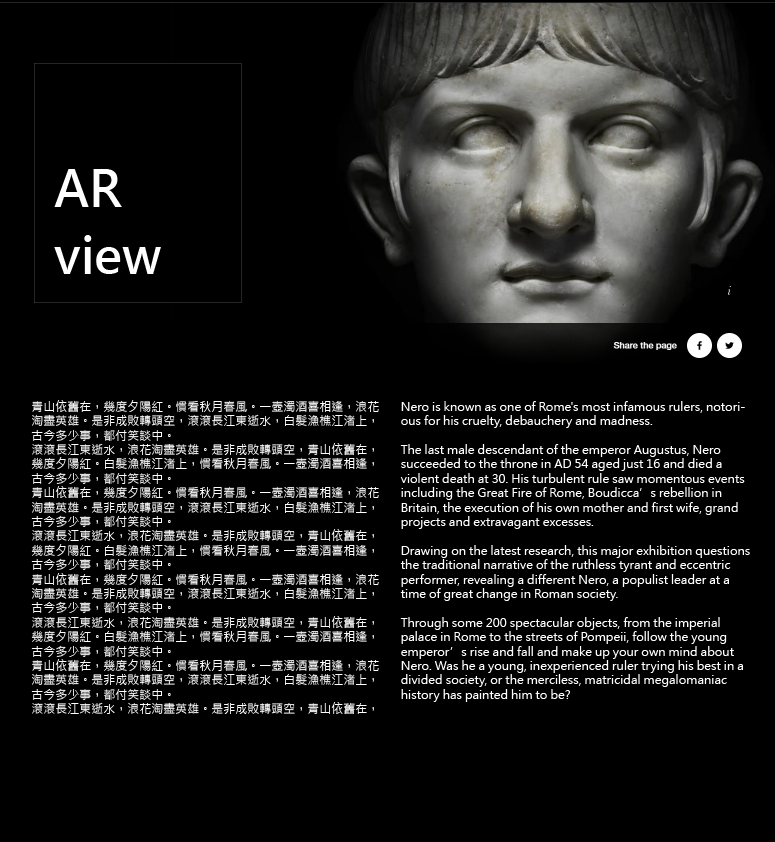 AR
view
i
Share the page
青山依舊在，幾度夕陽紅。慣看秋月春風。一壺濁酒喜相逢，浪花
淘盡英雄。是非成敗轉頭空，滾滾長江東逝水，白髮漁樵江渚上，
古今多少事，都付笑談中。
滾滾長江東逝水，浪花淘盡英雄。是非成敗轉頭空，青山依舊在，
幾度夕陽紅。白髮漁樵江渚上，慣看秋月春風。一壺濁酒喜相逢，
古今多少事，都付笑談中。
青山依舊在，幾度夕陽紅。慣看秋月春風。一壺濁酒喜相逢，浪花
淘盡英雄。是非成敗轉頭空，滾滾長江東逝水，白髮漁樵江渚上，
古今多少事，都付笑談中。
滾滾長江東逝水，浪花淘盡英雄。是非成敗轉頭空，青山依舊在，
幾度夕陽紅。白髮漁樵江渚上，慣看秋月春風。一壺濁酒喜相逢，
古今多少事，都付笑談中。
青山依舊在，幾度夕陽紅。慣看秋月春風。一壺濁酒喜相逢，浪花
淘盡英雄。是非成敗轉頭空，滾滾長江東逝水，白髮漁樵江渚上，
古今多少事，都付笑談中。
滾滾長江東逝水，浪花淘盡英雄。是非成敗轉頭空，青山依舊在，
幾度夕陽紅。白髮漁樵江渚上，慣看秋月春風。一壺濁酒喜相逢，
古今多少事，都付笑談中。
青山依舊在，幾度夕陽紅。慣看秋月春風。一壺濁酒喜相逢，浪花
淘盡英雄。是非成敗轉頭空，滾滾長江東逝水，白髮漁樵江渚上，
古今多少事，都付笑談中。
滾滾長江東逝水，浪花淘盡英雄。是非成敗轉頭空，青山依舊在，
Nero is known as one of Rome's most infamous rulers, notori-
ous for his cruelty, debauchery and madness.
The last male descendant of the emperor Augustus, Nero
succeeded to the throne in AD 54 aged just 16 and died a
violent death at 30. His turbulent rule saw momentous events
including the Great Fire of Rome, Boudicca’s rebellion in
Britain, the execution of his own mother and first wife, grand
projects and extravagant excesses.
Drawing on the latest research, this major exhibition questions
the traditional narrative of the ruthless tyrant and eccentric
performer, revealing a different Nero, a populist leader at a
time of great change in Roman society.
Through some 200 spectacular objects, from the imperial
palace in Rome to the streets of Pompeii, follow the young
emperor’s rise and fall and make up your own mind about
Nero. Was he a young, inexperienced ruler trying his best in a
divided society, or the merciless, matricidal megalomaniac
history has painted him to be?